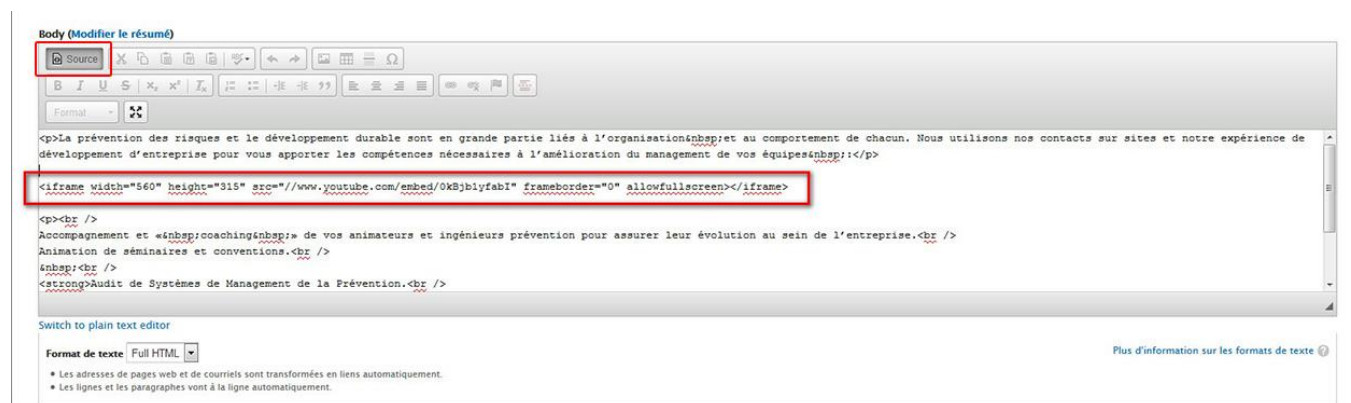 Body (Modifier le résumé)
Source
B I U S x₂ x² Iₓ
Format
<p>La prévention des risques et le développement durable sont en grande partie liés à l’organisation&nbsp;et au comportement de chacun. Nous utilisons nos contacts sur sites et notre expérience de
développement d’entreprise pour vous apporter les compétences nécessaires à l’amélioration du management de vos équipes&nbsp;:</p>
<iframe width="560" height="315" src="//www.youtube.com/embed/0kBjb1yfabI" frameborder="0" allowfullscreen></iframe>
<p><br />
Accompagnement et «&nbsp;coaching&nbsp;» de vos animateurs et ingénieurs prévention pour assurer leur évolution au sein de l’entreprise.<br />
Animation de séminaires et conventions.<br />
&nbsp;<br />
<strong>Audit de Systèmes de Management de la Prévention.<br />
Switch to plain text editor
Format de texte Full HTML Plus d'information sur les formats de texte
• Les adresses de pages web et de courriels sont transformées en liens automatiquement.
• Les lignes et les paragraphes vont à la ligne automatiquement.